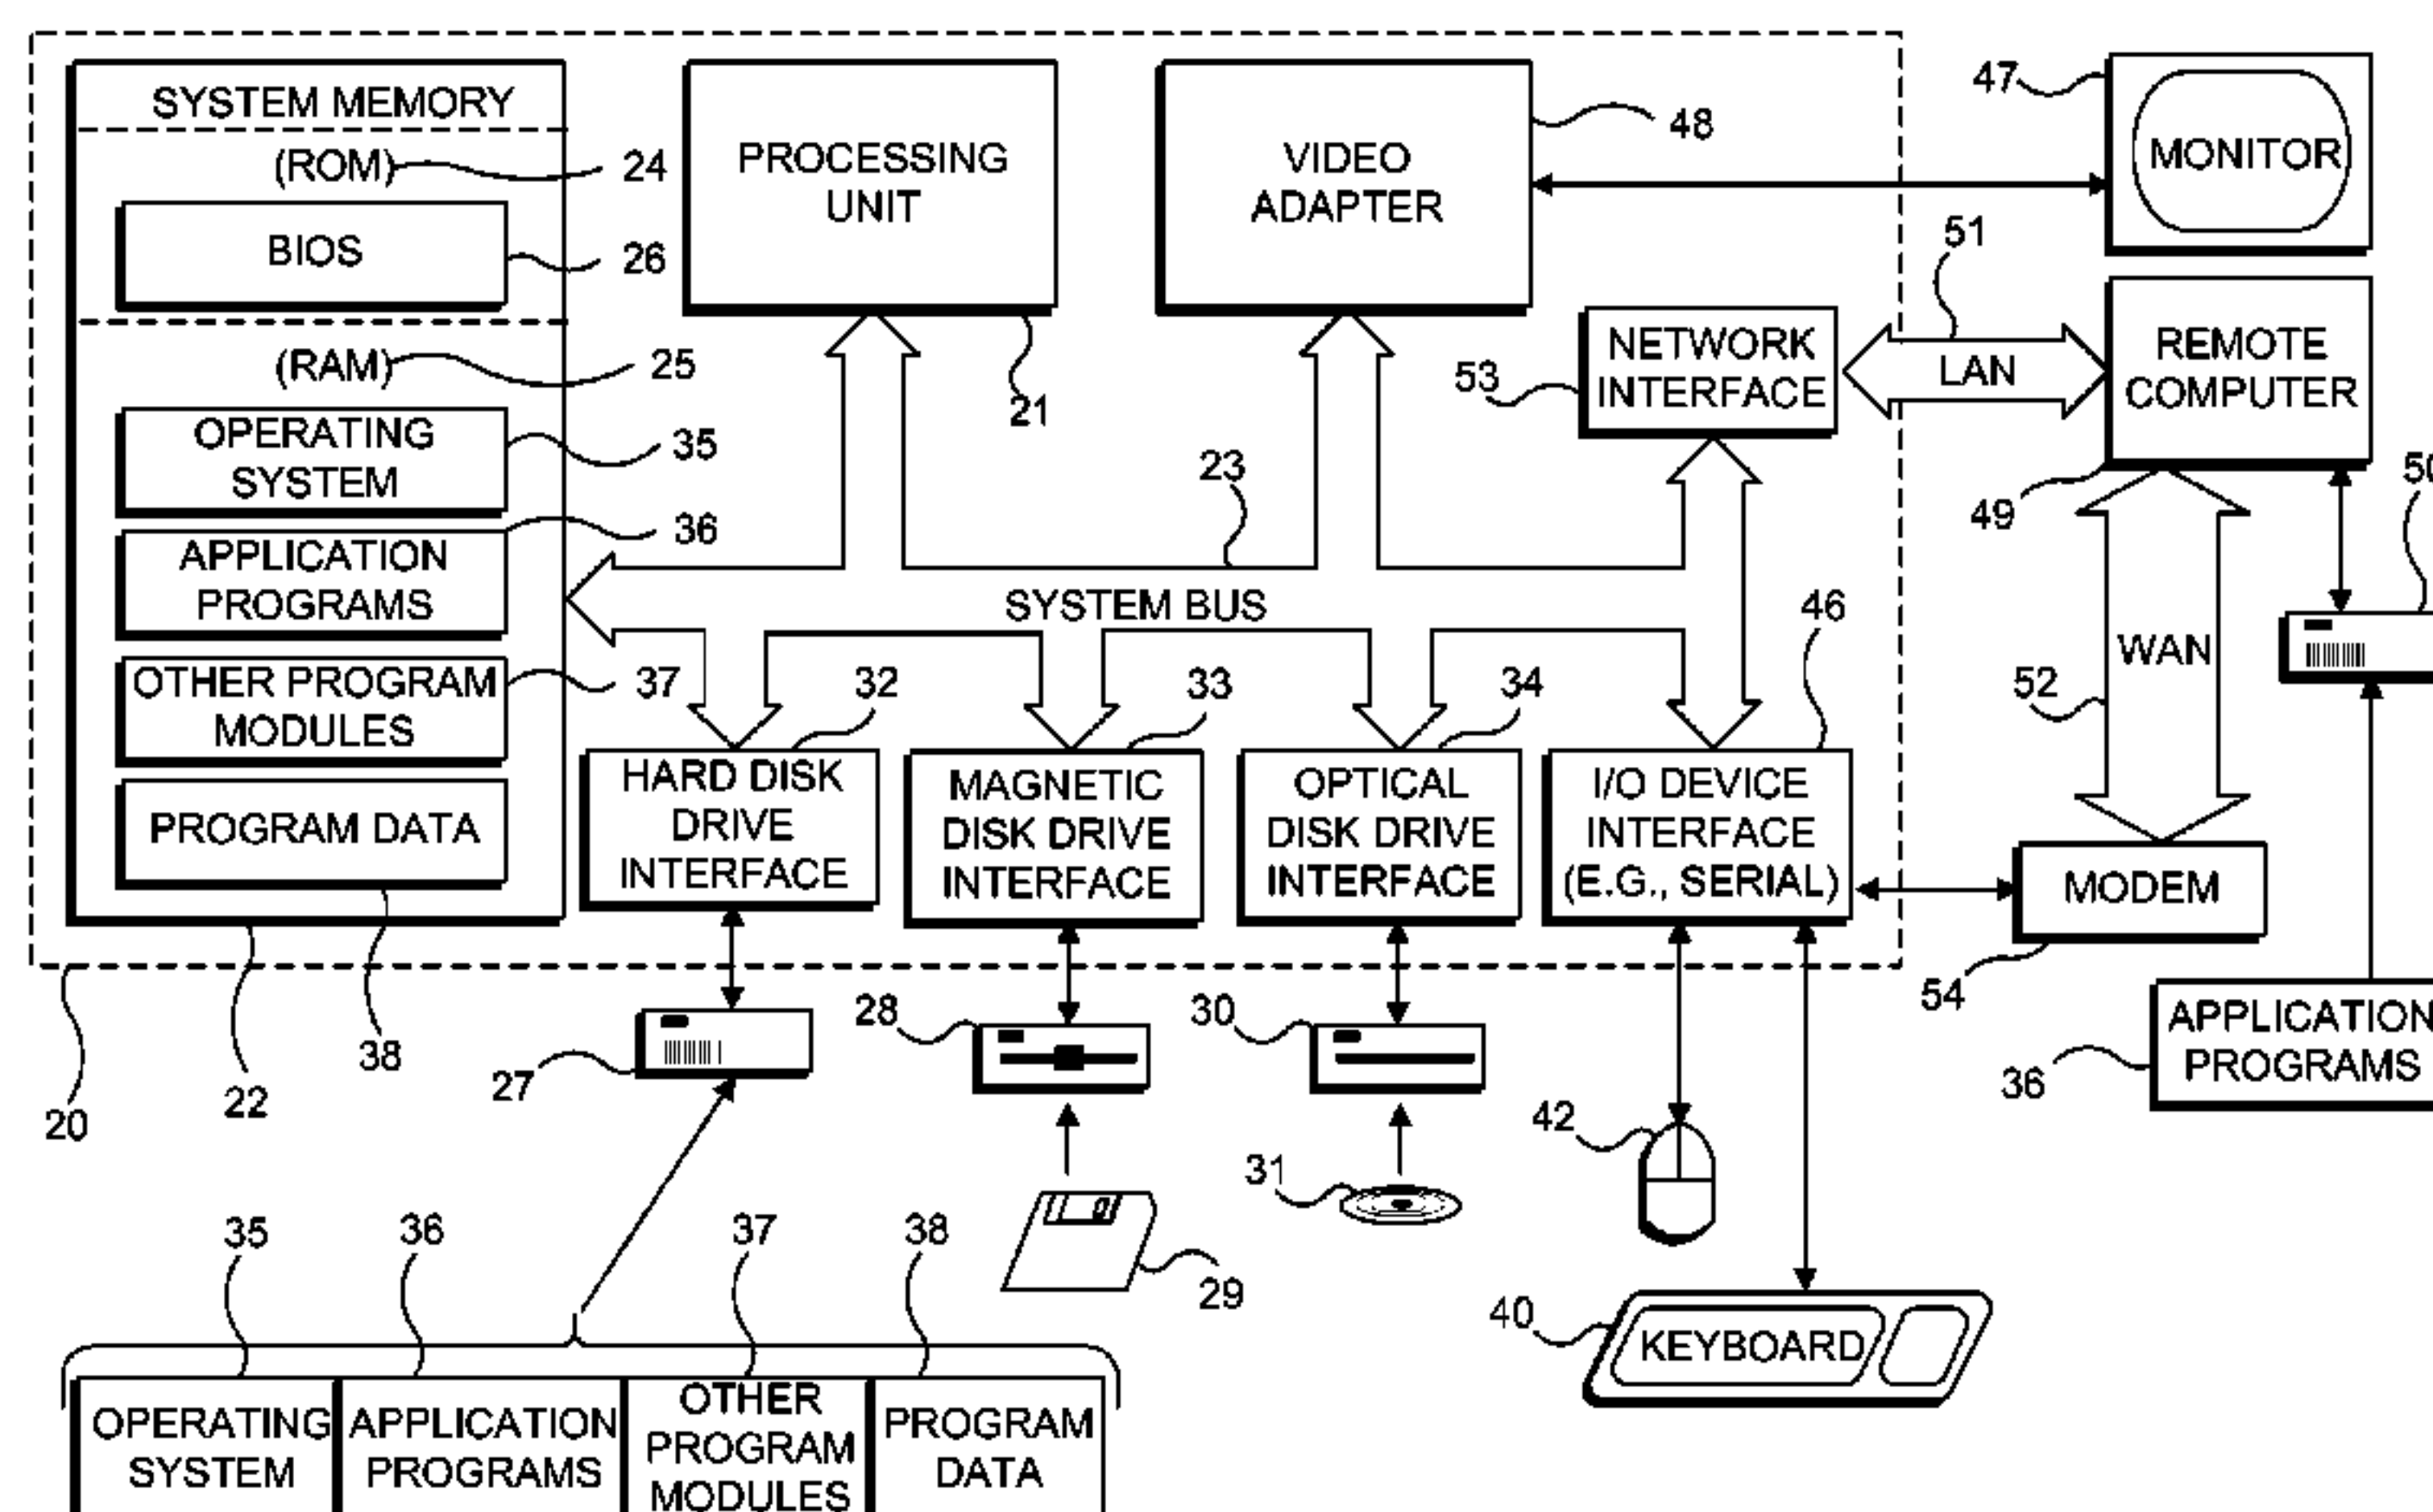 SYSTEM MEMORY
(ROM)
24
BIOS
26
(RAM)
25
OPERATING
SYSTEM
35
APPLICATION
PROGRAMS
36
OTHER PROGRAM
MODULES
37
PROGRAM DATA
38
22
20
PROCESSING
UNIT
21
VIDEO
ADAPTER
48
47
MONITOR
51
NETWORK
INTERFACE
53
LAN
REMOTE
COMPUTER
49
50
23
SYSTEM BUS
46
WAN
52
32
HARD DISK
DRIVE
INTERFACE
33
MAGNETIC
DISK DRIVE
INTERFACE
34
OPTICAL
DISK DRIVE
INTERFACE
I/O DEVICE
INTERFACE
(E.G., SERIAL)
MODEM
54
27
28
30
APPLICATION
PROGRAMS
36
42
31
29
40
KEYBOARD
35
36
37
38
OPERATING
SYSTEM
APPLICATION
PROGRAMS
OTHER
PROGRAM
MODULES
PROGRAM
DATA